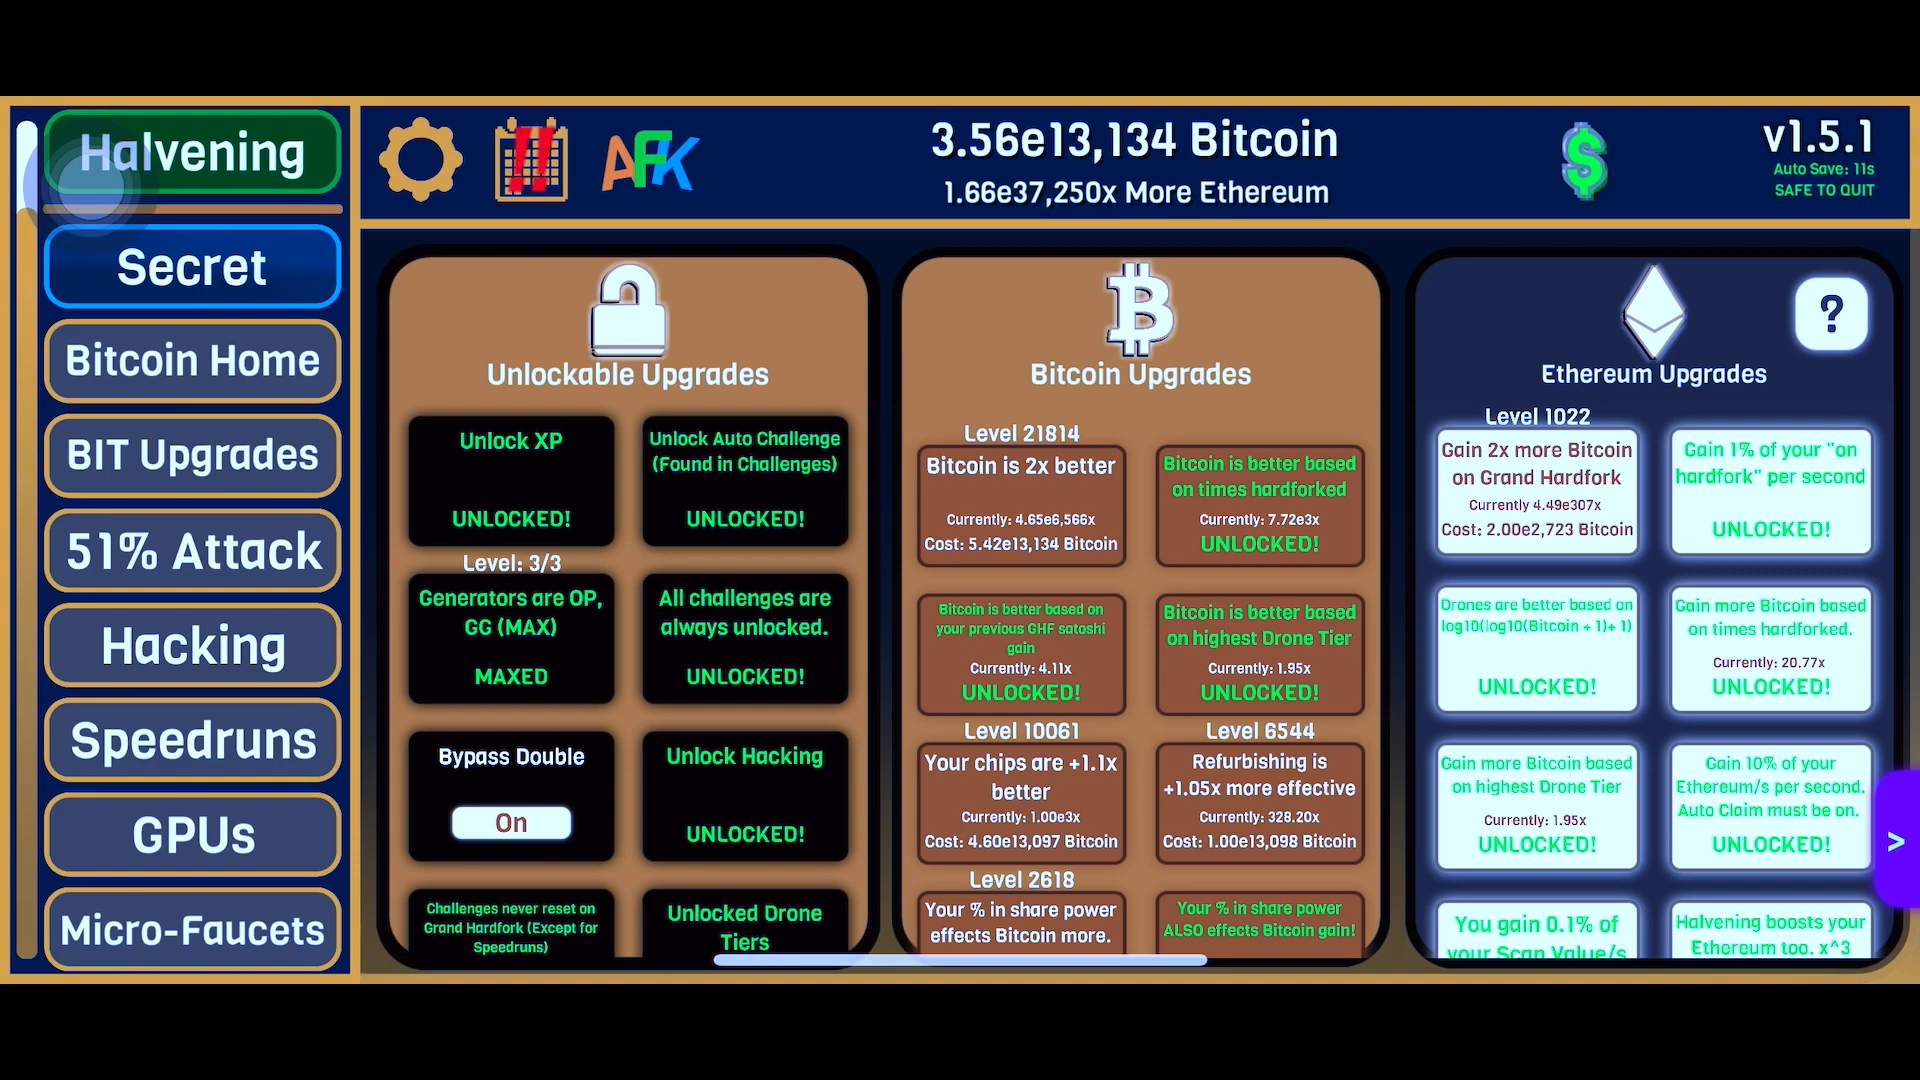 Halvening
Secret
Bitcoin Home
BIT Upgrades
51% Attack
Hacking
Speedruns
GPUs
Micro-Faucets
AFK
3.56e13,134 Bitcoin
1.66e37,250x More Ethereum
$
v1.5.1
Auto Save: 11s
SAFE TO QUIT
Unlockable Upgrades
Unlock XP
UNLOCKED!
Unlock Auto Challenge
(Found in Challenges)
UNLOCKED!
Level: 3/3
Generators are OP,
GG (MAX)
MAXED
All challenges are
always unlocked.
UNLOCKED!
Bypass Double
On
Unlock Hacking
UNLOCKED!
Challenges never reset on
Grand Hardfork (Except for
Speedruns)
Unlocked Drone
Tiers
Bitcoin Upgrades
Level 21814
Bitcoin is 2x better
Currently: 4.65e6,566x
Cost: 5.42e13,134 Bitcoin
Bitcoin is better based
on times hardforked
Currently: 7.72e3x
UNLOCKED!
Bitcoin is better based on
your previous GHF satoshi
gain
Currently: 4.11x
UNLOCKED!
Bitcoin is better based
on highest Drone Tier
Currently: 1.95x
UNLOCKED!
Level 10061
Your chips are +1.1x
better
Currently: 1.00e3x
Cost: 4.60e13,097 Bitcoin
Level 6544
Refurbishing is
+1.05x more effective
Currently: 328.20x
Cost: 1.00e13,098 Bitcoin
Level 2618
Your % in share power
effects Bitcoin more.
Your % in share power
ALSO effects Bitcoin gain!
?
Ethereum Upgrades
Level 1022
Gain 2x more Bitcoin
on Grand Hardfork
Currently 4.49e307x
Cost: 2.00e2,723 Bitcoin
Gain 1% of your "on
hardfork" per second
UNLOCKED!
Drones are better based on
log10(log10(Bitcoin + 1)+ 1)
UNLOCKED!
Gain more Bitcoin based
on times hardforked.
Currently: 20.77x
UNLOCKED!
Gain more Bitcoin based
on highest Drone Tier
Currently: 1.95x
UNLOCKED!
Gain 10% of your
Ethereum/s per second.
Auto Claim must be on.
UNLOCKED!
You gain 0.1% of
your Scan Value/s
Halvening boosts your
Ethereum too. x^3
>